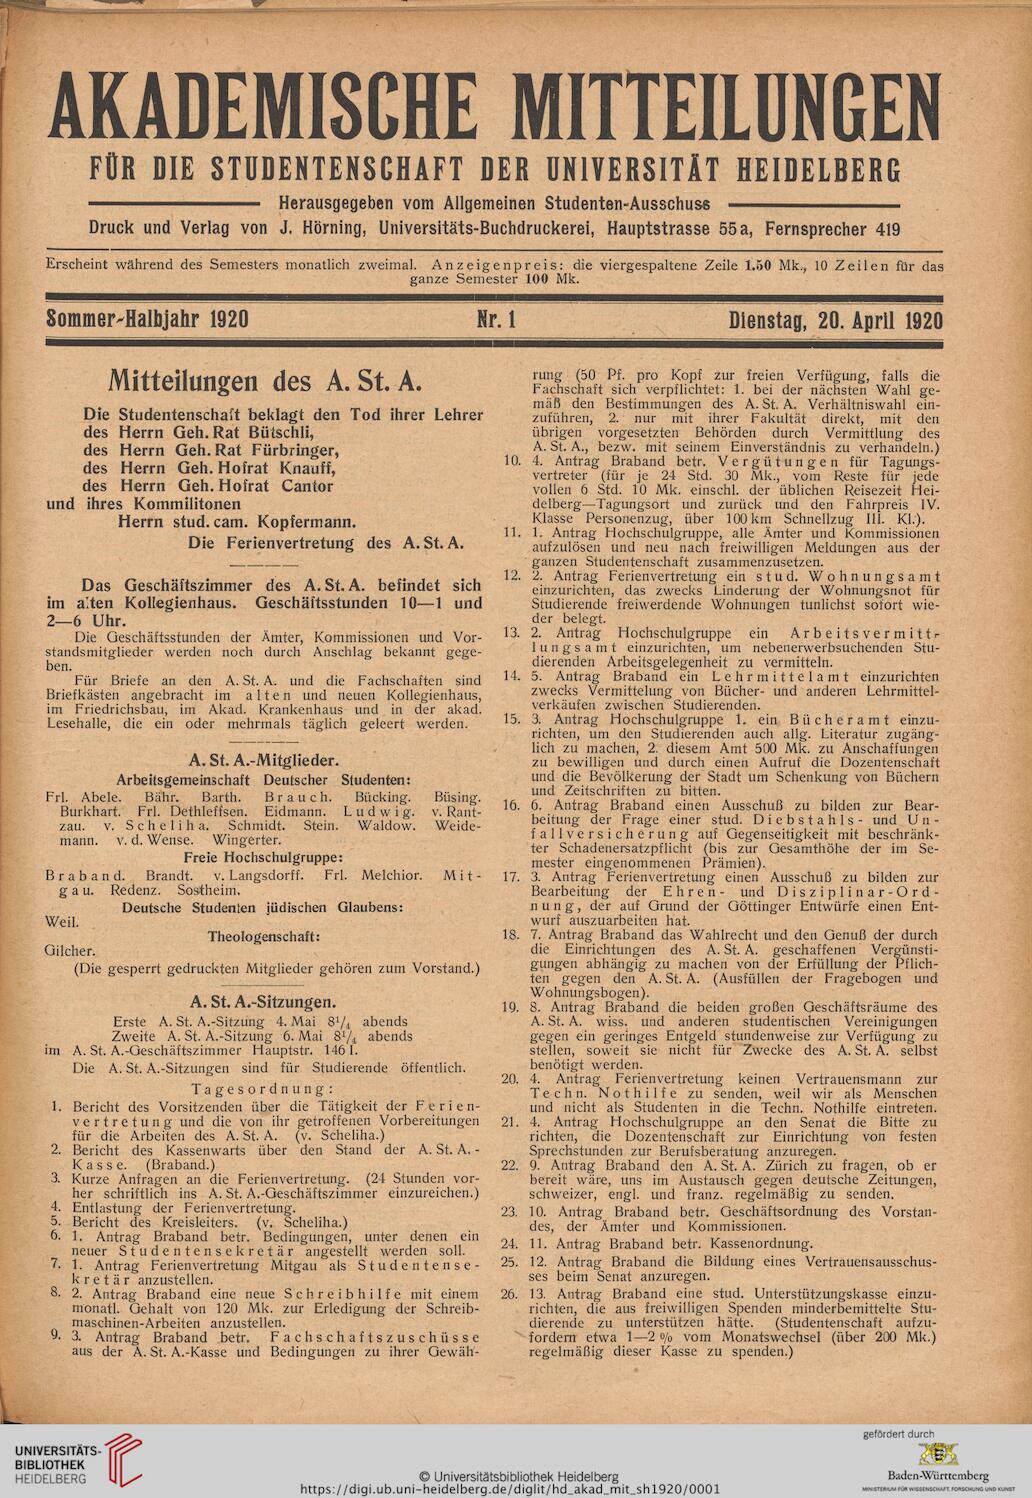 AKADEMISCHE MITTEILUNGEN
FÜR DIE STUDENTENSCHAFT DER UNIVERSITÄT HEIDELBERG
Herausgegeben vom Allgemeinen Studenten-Ausschuss
Druck und Verlag von J. Hörning, Universitäts-Buchdruckerei, Hauptstrasse 55a, Fernsprecher 419
Erscheint während des Semesters monatlich zweimal. Anzeigenpreis: die viergespaltene Zeile 1.50 Mk., 10 Zeilen für das
ganze Semester 100 Mk.
Sommer-Halbjahr 1920 Nr. 1 Dienstag, 20. April 1920
Mitteilungen des A. St. A.
Die Studentenschaft beklagt den Tod ihrer Lehrer
des Herrn Geh. Rat Bütschli,
des Herrn Geh. Rat Fürbringer,
des Herrn Geh. Hofrat Knauff,
des Herrn Geh. Hofrat Cantor
und ihres Kommilitonen
Herrn stud. cam. Kopfermann.
Die Ferienvertretung des A. St. A.
Das Geschäftszimmer des A. St. A. befindet sich
im alten Kollegienhaus. Geschäftsstunden 10—1 und
2—6 Uhr.
Die Geschäftsstunden der Ämter, Kommissionen und Vor-
standsmitglieder werden noch durch Anschlag bekannt gege-
ben.
Für Briefe an den A. St. A. und die Fachschaften sind
Briefkästen angebracht im alten und neuen Kollegienhaus,
im Friedrichsbau, im Akad. Krankenhaus und in der akad.
Lesehalle, die ein oder mehrmals täglich geleert werden.
A. St. A.-Mitglieder.
Arbeitsgemeinschaft Deutscher Studenten:
Frl. Abele. Bähr. Barth. Brauch. Bücking. Büsing.
Burkhart. Frl. Dethleffsen. Eidmann. Ludwig. v. Rant-
zau. v. Scheliha. Schmidt. Stein. Waldow. Weide-
mann. v. d. Wense. Wingerter.
Freie Hochschulgruppe:
Braband. Brandt. v. Langsdorff. Frl. Melchior. Mit-
gau. Redenz. Sostheim.
Deutsche Studenten jüdischen Glaubens:
Weil.
Theologenschaft:
Gilcher.
(Die gesperrt gedruckten Mitglieder gehören zum Vorstand.)
A. St. A.-Sitzungen.
Erste A. St. A.-Sitzung 4. Mai 8¼ abends
Zweite A. St. A.-Sitzung 6. Mai 8¼ abends
im A. St. A.-Geschäftszimmer Hauptstr. 146 I.
Die A. St. A.-Sitzungen sind für Studierende öffentlich.
Tagesordnung:
1. Bericht des Vorsitzenden über die Tätigkeit der Ferien-
vertretung und die von ihr getroffenen Vorbereitungen
für die Arbeiten des A. St. A. (v. Scheliha.)
2. Bericht des Kassenwarts über den Stand der A. St. A.-
Kasse. (Braband.)
3. Kurze Anfragen an die Ferienvertretung. (24 Stunden vor-
her schriftlich ins A. St. A.-Geschäftszimmer einzureichen.)
4. Entlastung der Ferienvertretung.
5. Bericht des Kreisleiters. (v. Scheliha.)
6. 1. Antrag Braband betr. Bedingungen, unter denen ein
neuer Studentensekretär angestellt werden soll.
7. 1. Antrag Ferienvertretung Mitgau als Studentense-
kretär anzustellen.
8. 2. Antrag Braband eine neue Schreibhilfe mit einem
monatl. Gehalt von 120 Mk. zur Erledigung der Schreib-
maschinen-Arbeiten anzustellen.
9. 3. Antrag Braband betr. Fachschaftszuschüsse
aus der A. St. A.-Kasse und Bedingungen zu ihrer Gewäh-
rung (50 Pf. pro Kopf zur freien Verfügung, falls die
Fachschaft sich verpflichtet: 1. bei der nächsten Wahl ge-
mäß den Bestimmungen des A. St. A. Verhältniswahl ein-
zuführen, 2. nur mit ihrer Fakultät direkt, mit den
übrigen vorgesetzten Behörden durch Vermittlung des
A. St. A., bezw. mit seinem Einverständnis zu verhandeln.)
10. 4. Antrag Braband betr. Vergütungen für Tagungs-
vertreter (für je 24 Std. 30 Mk., vom Reste für jede
vollen 6 Std. 10 Mk. einschl. der üblichen Reisezeit Hei-
delberg—Tagungsort und zurück und den Fahrpreis IV.
Klasse Personenzug, über 100 km Schnellzug III. Kl.).
11. 1. Antrag Hochschulgruppe, alle Ämter und Kommissionen
aufzulösen und neu nach freiwilligen Meldungen aus der
ganzen Studentenschaft zusammenzusetzen.
12. 2. Antrag Ferienvertretung ein stud. Wohnungsamt
einzurichten, das zwecks Linderung der Wohnungsnot für
Studierende freiwerdende Wohnungen tunlichst sofort wie-
der belegt.
13. 2. Antrag Hochschulgruppe ein Arbeitsvermitt-
lungsamt einzurichten, um nebenerwerbsuchenden Stu-
dierenden Arbeitsgelegenheit zu vermitteln.
14. 5. Antrag Braband ein Lehrmittelamt einzurichten
zwecks Vermittelung von Bücher- und anderen Lehrmittel-
verkäufen zwischen Studierenden.
15. 3. Antrag Hochschulgruppe 1. ein Bücheramt einzu-
richten, um den Studierenden auch allg. Literatur zugäng-
lich zu machen, 2. diesem Amt 500 Mk. zu Anschaffungen
zu bewilligen und durch einen Aufruf die Dozentenschaft
und die Bevölkerung der Stadt um Schenkung von Büchern
und Zeitschriften zu bitten.
16. 6. Antrag Braband einen Ausschuß zu bilden zur Bear-
beitung der Frage einer stud. Diebstahls- und Un-
fallversicherung auf Gegenseitigkeit mit beschränk-
ter Schadenersatzpflicht (bis zur Gesamthöhe der im Se-
mester eingenommenen Prämien).
17. 3. Antrag Ferienvertretung einen Ausschuß zu bilden zur
Bearbeitung der Ehren- und Disziplinar-Ord-
nung, der auf Grund der Göttinger Entwürfe einen Ent-
wurf auszuarbeiten hat.
18. 7. Antrag Braband das Wahlrecht und den Genuß der durch
die Einrichtungen des A. St. A. geschaffenen Vergünsti-
gungen abhängig zu machen von der Erfüllung der Pflich-
ten gegen den A. St. A. (Ausfüllen der Fragebogen und
Wohnungsbogen).
19. 8. Antrag Braband die beiden großen Geschäftsräume des
A. St. A. wiss. und anderen studentischen Vereinigungen
gegen ein geringes Entgeld stundenweise zur Verfügung zu
stellen, soweit sie nicht für Zwecke des A. St. A. selbst
benötigt werden.
20. 4. Antrag Ferienvertretung keinen Vertrauensmann zur
Techn. Nothilfe zu senden, weil wir als Menschen
und nicht als Studenten in die Techn. Nothilfe eintreten.
21. 4. Antrag Hochschulgruppe an den Senat die Bitte zu
richten, die Dozentenschaft zur Einrichtung von festen
Sprechstunden zur Berufsberatung anzuregen.
22. 9. Antrag Braband den A. St. A. Zürich zu fragen, ob er
bereit wäre, uns im Austausch gegen deutsche Zeitungen,
schweizer, engl. und franz. regelmäßig zu senden.
23. 10. Antrag Braband betr. Geschäftsordnung des Vorstan-
des, der Ämter und Kommissionen.
24. 11. Antrag Braband betr. Kassenordnung.
25. 12. Antrag Braband die Bildung eines Vertrauensausschus-
ses beim Senat anzuregen.
26. 13. Antrag Braband eine stud. Unterstützungskasse einzu-
richten, die aus freiwilligen Spenden minderbemittelte Stu-
dierende zu unterstützen hätte. (Studentenschaft aufzu-
fordern etwa 1—2 % vom Monatswechsel (über 200 Mk.)
regelmäßig dieser Kasse zu spenden.)
UNIVERSITÄTS-
BIBLIOTHEK
HEIDELBERG
© Universitätsbibliothek Heidelberg
https://digi.ub.uni-heidelberg.de/diglit/hd_akad_mit_sh1920/0001
gefördert durch
Baden-Württemberg
MINISTERIUM FÜR WISSENSCHAFT, FORSCHUNG UND KUNST